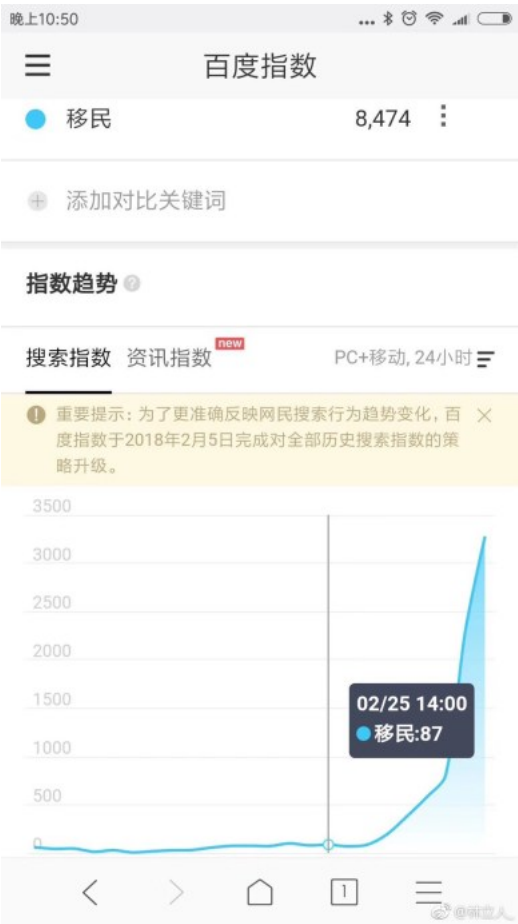 晚上10:50
百度指数
移民 8,474
添加对比关键词
指数趋势 ?
搜索指数 资讯指数 new PC+移动, 24小时
重要提示：为了更准确反映网民搜索行为趋势变化，百
度指数于2018年2月5日完成对全部历史搜索指数的策
略升级。
3500
3000
2500
2000
1500
1000
500
0
02/25 14:00
移民:87
1